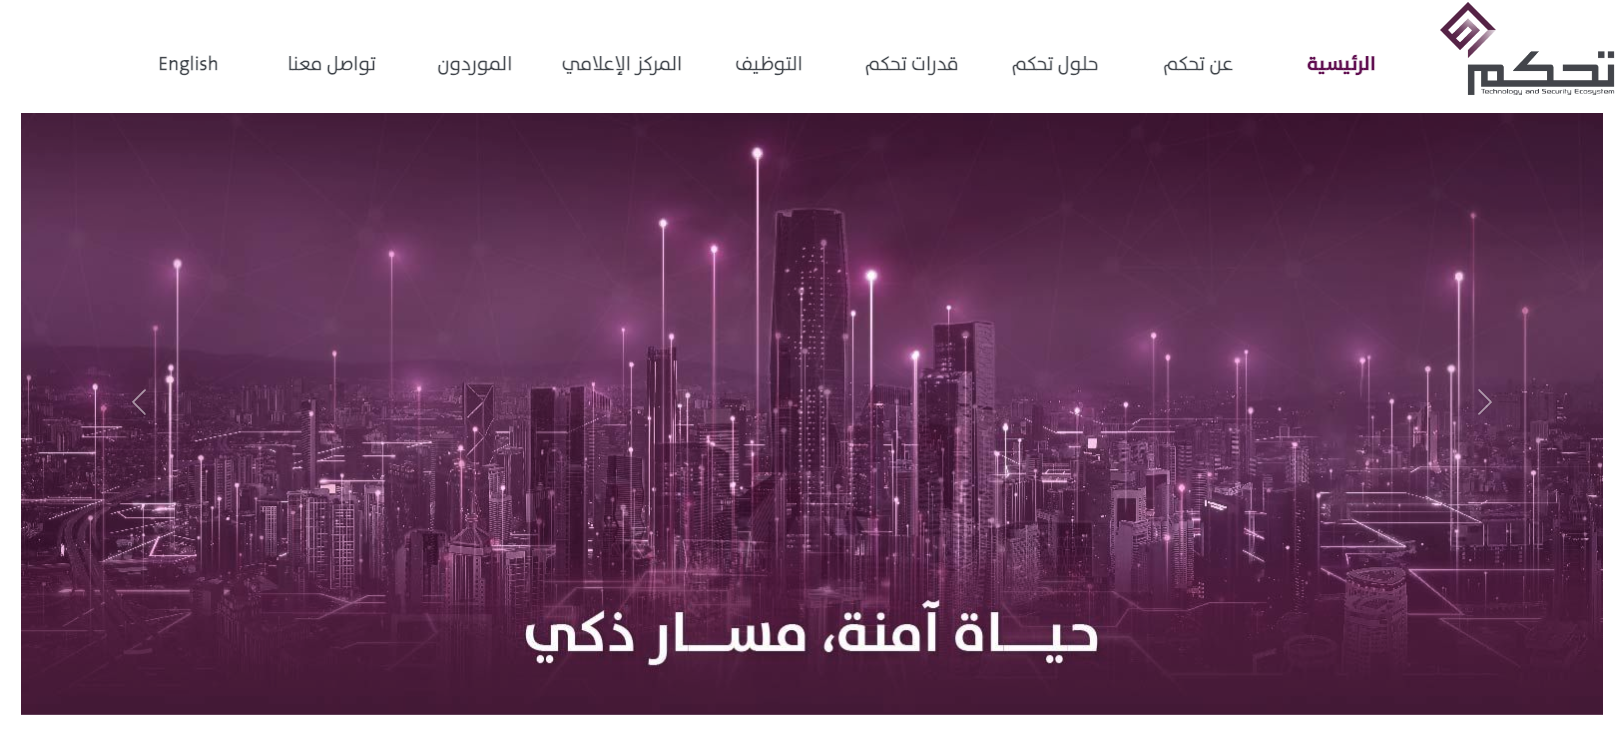 تحكم
Technology and Security Ecosystem
الرئيسية
عن تحكم
حلول تحكم
قدرات تحكم
التوظيف
المركز الإعلامي
الموردون
تواصل معنا
English
حيـــاة آمنة، مســـار ذكي